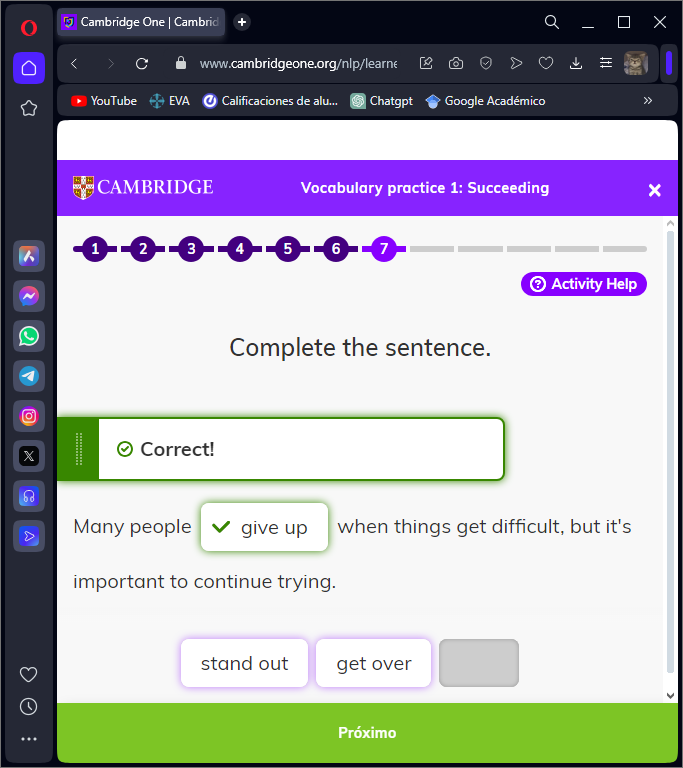 Cambridge One | Cambrid
www.cambridgeone.org/nlp/learne
YouTube
EVA
Calificaciones de alu...
Chatgpt
Google Académico
CAMBRIDGE
Vocabulary practice 1: Succeeding
1 2 3 4 5 6 7
Activity Help
Complete the sentence.
Correct!
Many people give up when things get difficult, but it's
important to continue trying.
stand out get over
Próximo